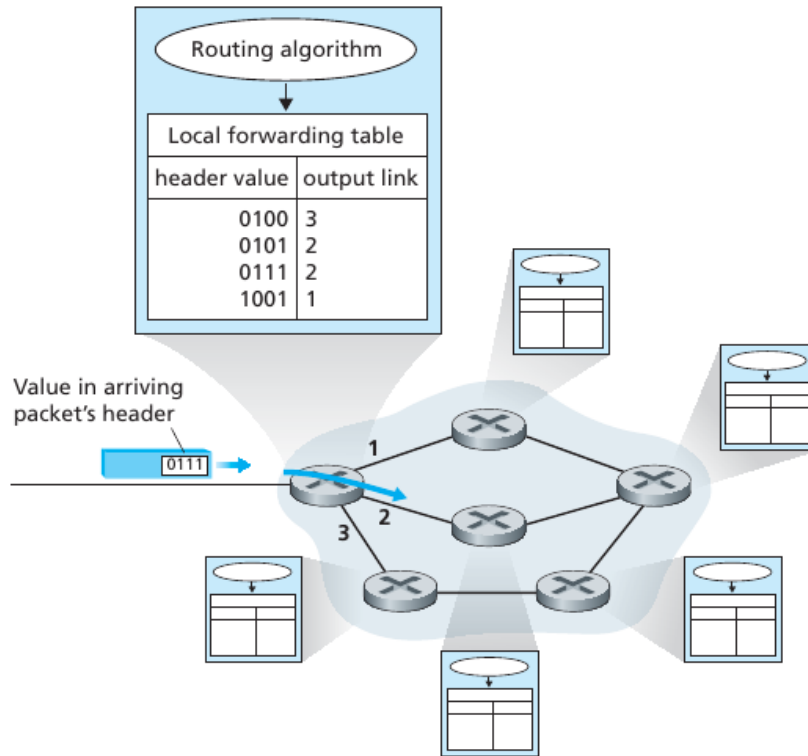 Routing algorithm
Local forwarding table
header value output link
0100 3
0101 2
0111 2
1001 1
Value in arriving
packet's header
0111
1
2
3